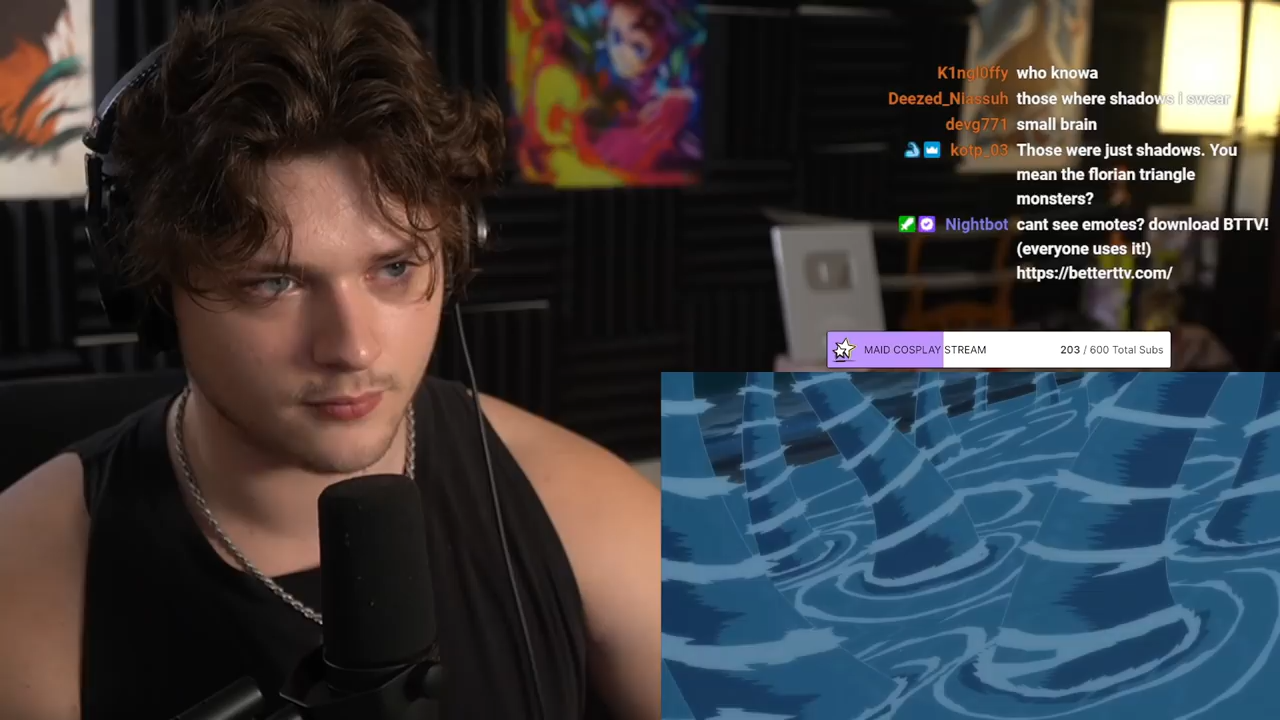 K1ngl0ffy who knowa
Deezed_Niassuh those where shadows i swear
devg771 small brain
kotp_03 Those were just shadows. You
mean the florian triangle
monsters?
Nightbot cant see emotes? download BTTV!
(everyone uses it!)
https://betterttv.com/
MAID COSPLAY STREAM 203 / 600 Total Subs